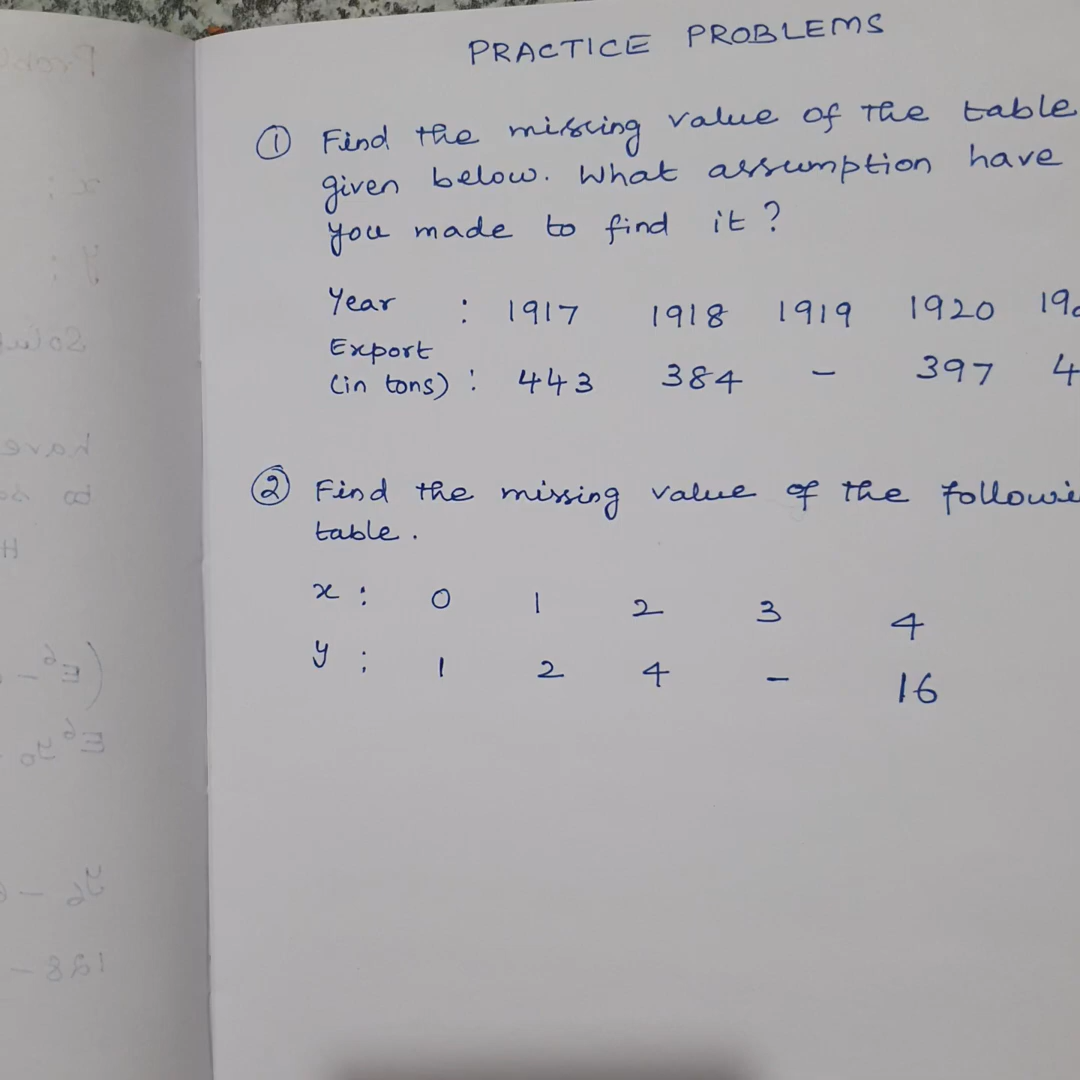 PRACTICE PROBLEMS
① Find the missing value of the table
given below. What assumption have
you made to find it?
Year : 1917 1918 1919 1920
Export
(in tons) : 443 384 - 397
② Find the missing value of the
table.
x : 0 1 2 3 4
y : 1 2 4 - 16